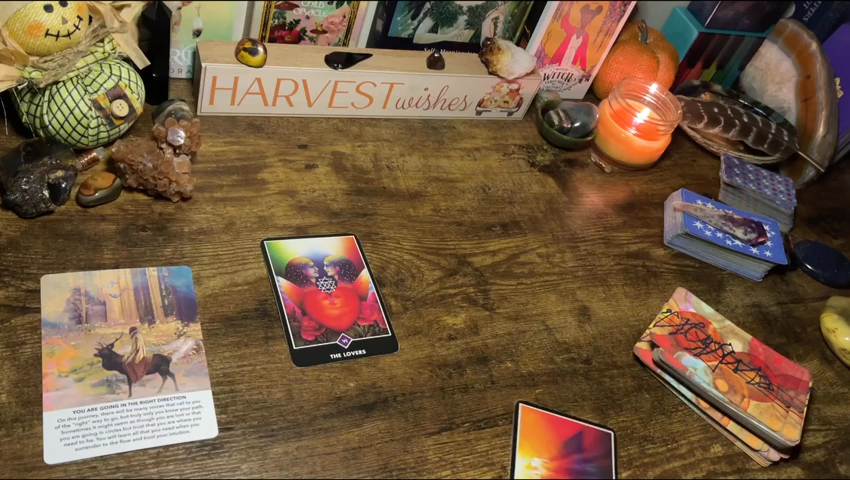 HARVEST wishes
WITCH
VI
THE LOVERS
YOU ARE GOING IN THE RIGHT DIRECTION
On this journey, there will be many voices that call to you
of the "right" way to go, but truly only you know your path.
Sometimes it might seem as though you are lost or that
you are going in circles but trust that you are where you
need to be. You will learn all that you need when you
surrender to the flow and trust your intuition.